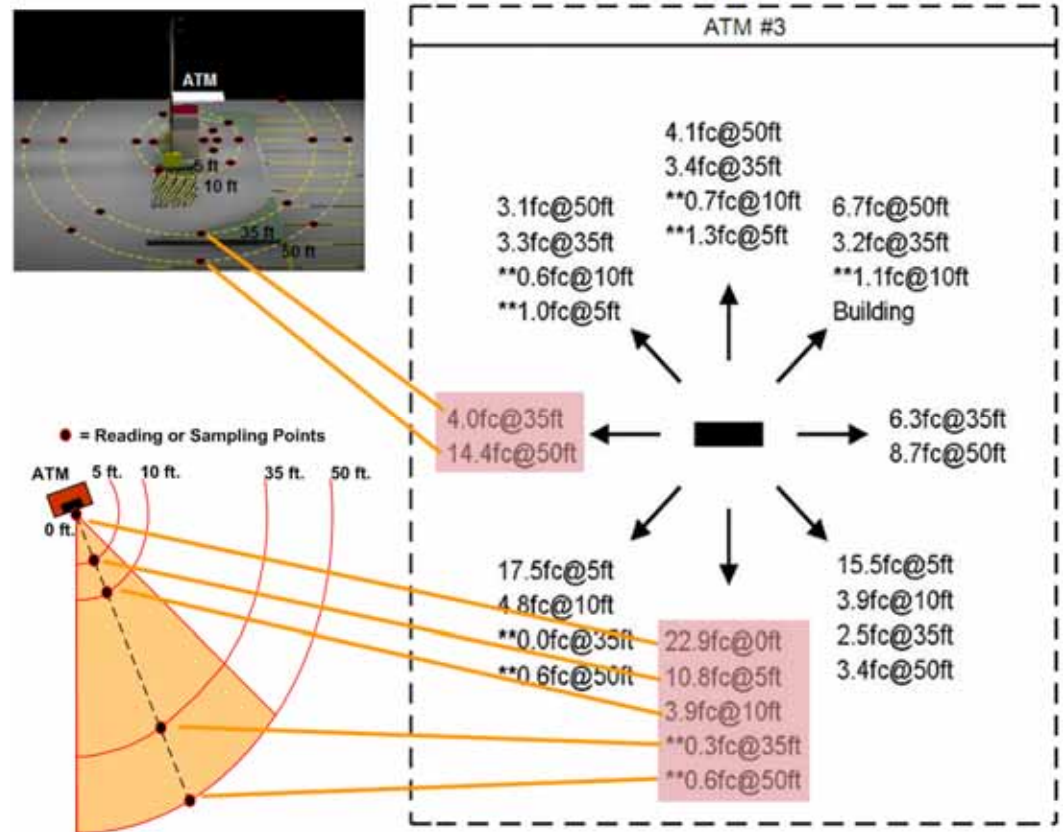 ATM
5 ft
10 ft
35 ft
50 ft
= Reading or Sampling Points
ATM
5 ft.
10 ft.
35 ft.
50 ft.
0 ft.
ATM #3
4.1fc@50ft
3.4fc@35ft
**0.7fc@10ft
**1.3fc@5ft
3.1fc@50ft
3.3fc@35ft
**0.6fc@10ft
**1.0fc@5ft
6.7fc@50ft
3.2fc@35ft
**1.1fc@10ft
Building
4.0fc@35ft
14.4fc@50ft
6.3fc@35ft
8.7fc@50ft
17.5fc@5ft
4.8fc@10ft
**0.0fc@35ft
**0.6fc@50ft
22.9fc@0ft
10.8fc@5ft
3.9fc@10ft
**0.3fc@35ft
**0.6fc@50ft
15.5fc@5ft
3.9fc@10ft
2.5fc@35ft
3.4fc@50ft